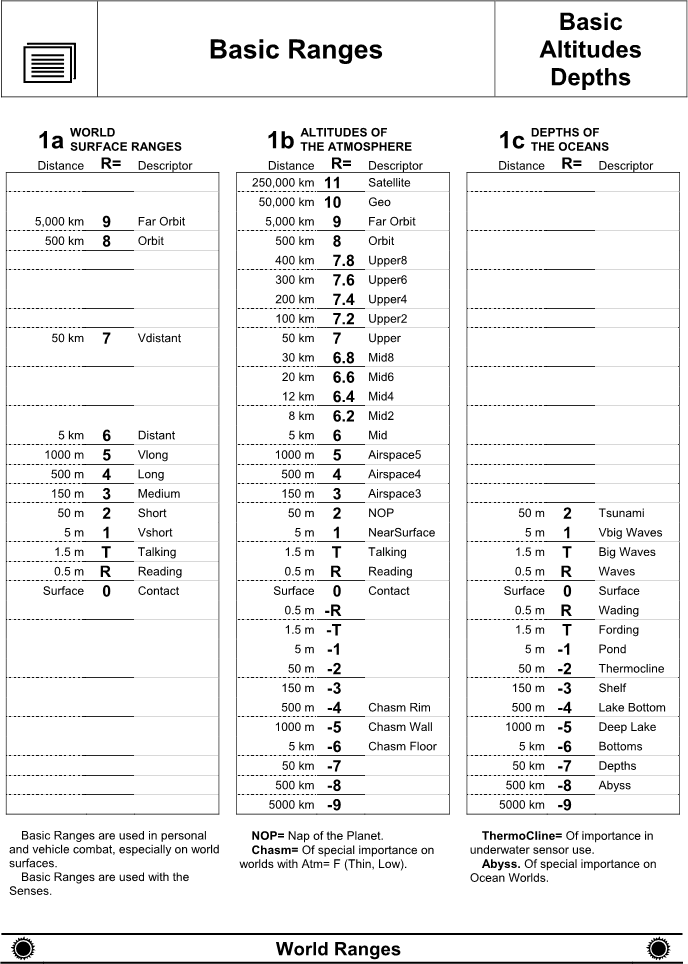 Basic Ranges
Basic
Altitudes
Depths
1a WORLD
SURFACE RANGES
Distance R= Descriptor
5,000 km 9 Far Orbit
500 km 8 Orbit
50 km 7 Vdistant
5 km 6 Distant
1000 m 5 Vlong
500 m 4 Long
150 m 3 Medium
50 m 2 Short
5 m 1 Vshort
1.5 m T Talking
0.5 m R Reading
Surface 0 Contact
Basic Ranges are used in personal
and vehicle combat, especially on world
surfaces.
Basic Ranges are used with the
Senses.
1b ALTITUDES OF
THE ATMOSPHERE
Distance R= Descriptor
250,000 km 11 Satellite
50,000 km 10 Geo
5,000 km 9 Far Orbit
500 km 8 Orbit
400 km 7.8 Upper8
300 km 7.6 Upper6
200 km 7.4 Upper4
100 km 7.2 Upper2
50 km 7 Upper
30 km 6.8 Mid8
20 km 6.6 Mid6
12 km 6.4 Mid4
8 km 6.2 Mid2
5 km 6 Mid
1000 m 5 Airspace5
500 m 4 Airspace4
150 m 3 Airspace3
50 m 2 NOP
5 m 1 NearSurface
1.5 m T Talking
0.5 m R Reading
Surface 0 Contact
0.5 m -R
1.5 m -T
5 m -1
50 m -2
150 m -3
500 m -4 Chasm Rim
1000 m -5 Chasm Wall
5 km -6 Chasm Floor
50 km -7
500 km -8
5000 km -9
NOP= Nap of the Planet.
Chasm= Of special importance on
worlds with Atm= F (Thin, Low).
1c DEPTHS OF
THE OCEANS
Distance R= Descriptor
50 m 2 Tsunami
5 m 1 Vbig Waves
1.5 m T Big Waves
0.5 m R Waves
Surface 0 Surface
0.5 m R Wading
1.5 m T Fording
5 m -1 Pond
50 m -2 Thermocline
150 m -3 Shelf
500 m -4 Lake Bottom
1000 m -5 Deep Lake
5 km -6 Bottoms
50 km -7 Depths
500 km -8 Abyss
5000 km -9
ThermoCline= Of importance in
underwater sensor use.
Abyss. Of special importance on
Ocean Worlds.
World Ranges